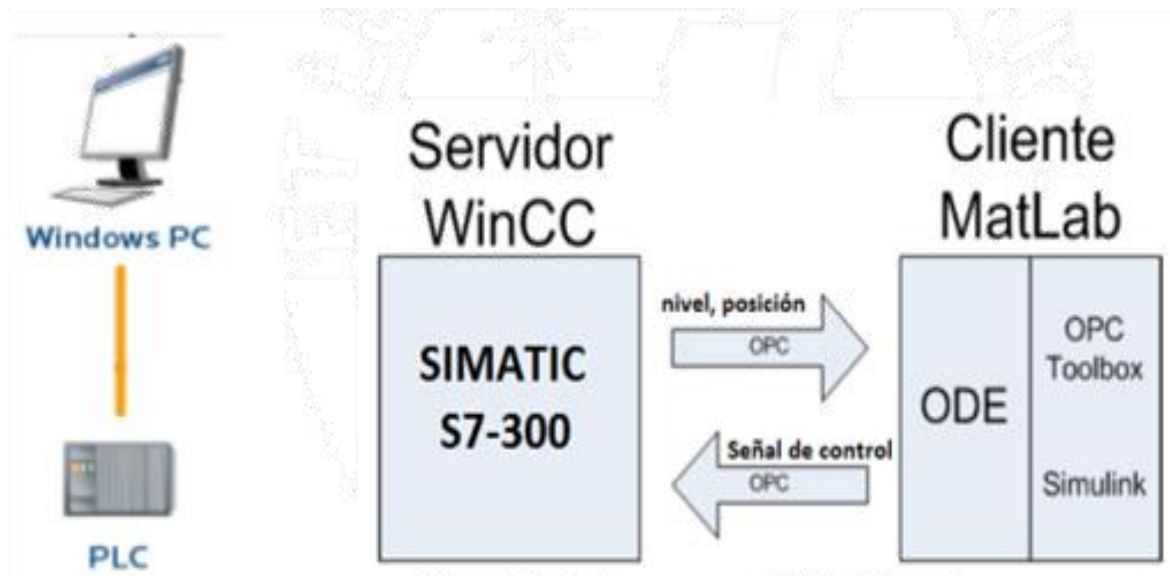 Windows PC
PLC
Servidor
WinCC
SIMATIC
S7-300
nivel, posición
OPC
Señal de control
OPC
Cliente
MatLab
ODE
OPC
Toolbox
Simulink